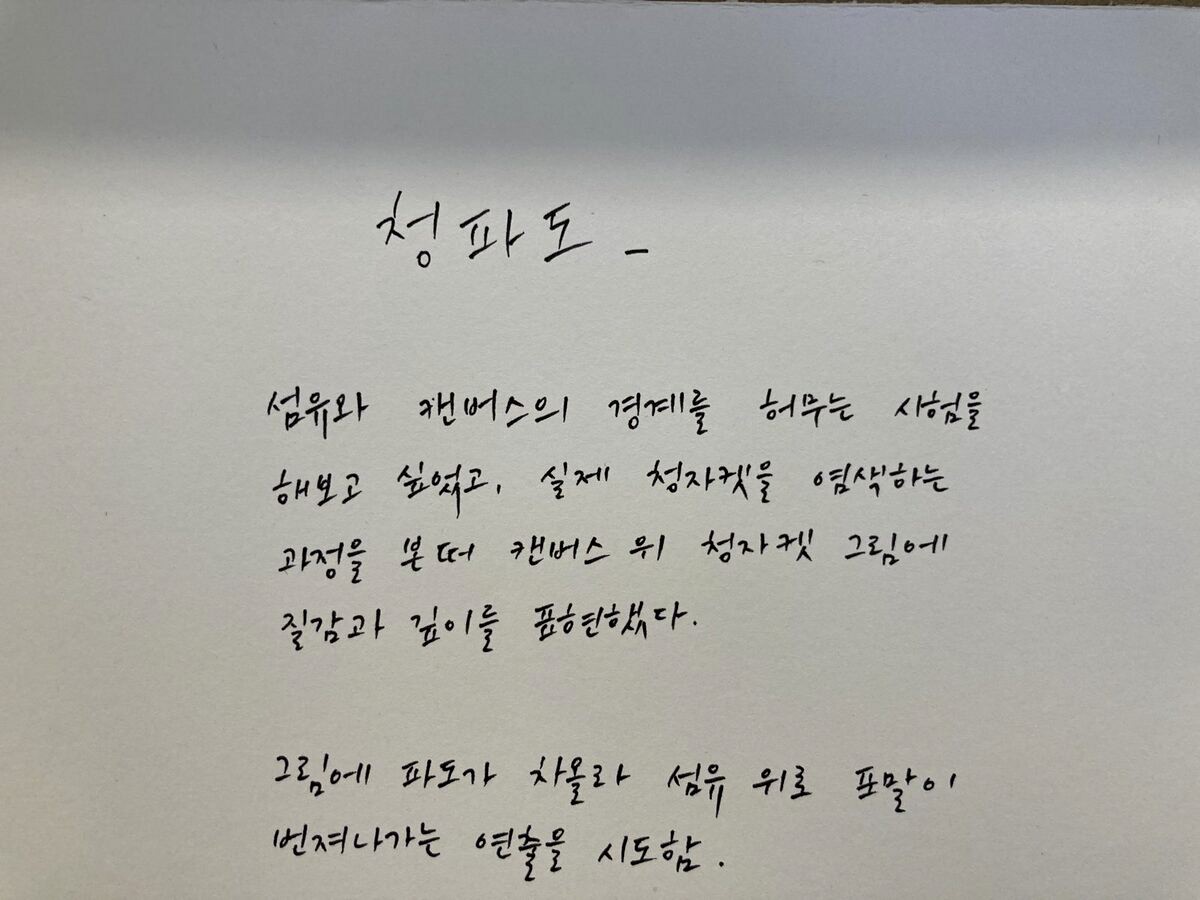 청파도 _
섬유와 캔버스의 경계를 허무는 시험을
해보고 싶었고, 실제 청자켓을 염색하는
과정을 본떠 캔버스 위 청자켓 그림에
질감과 깊이를 표현했다.
그림에 파도가 차올라 섬유 위로 포말이
번져나가는 연출을 시도함.